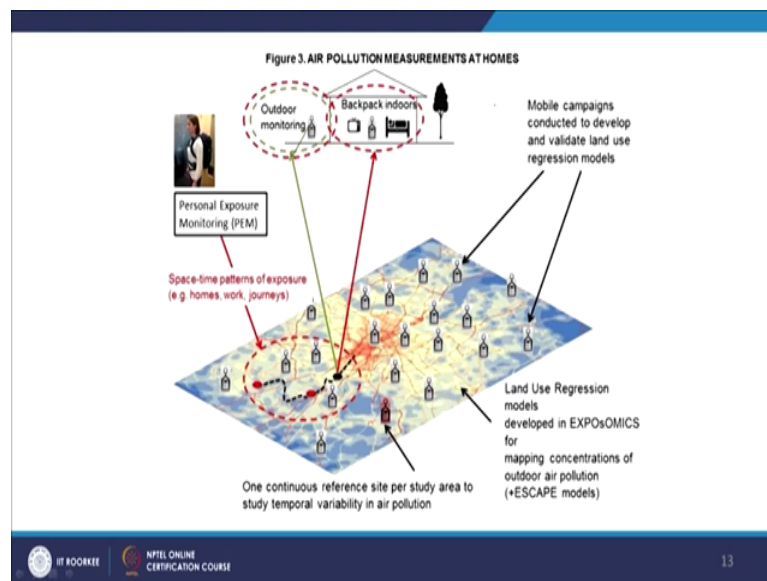 Figure 3. AIR POLLUTION MEASUREMENTS AT HOMES
Outdoor
monitoring
Backpack indoors
Mobile campaigns
conducted to develop
and validate land use
regression models
Personal Exposure
Monitoring (PEM)
Space-time patterns of exposure
(e.g. homes, work, journeys)
Land Use Regression
models
developed in EXPOsOMICS
for
mapping concentrations of
outdoor air pollution
(+ESCAPE models)
One continuous reference site per study area to
study temporal variability in air pollution
IIT ROORKEE
NPTEL ONLINE
CERTIFICATION COURSE
13